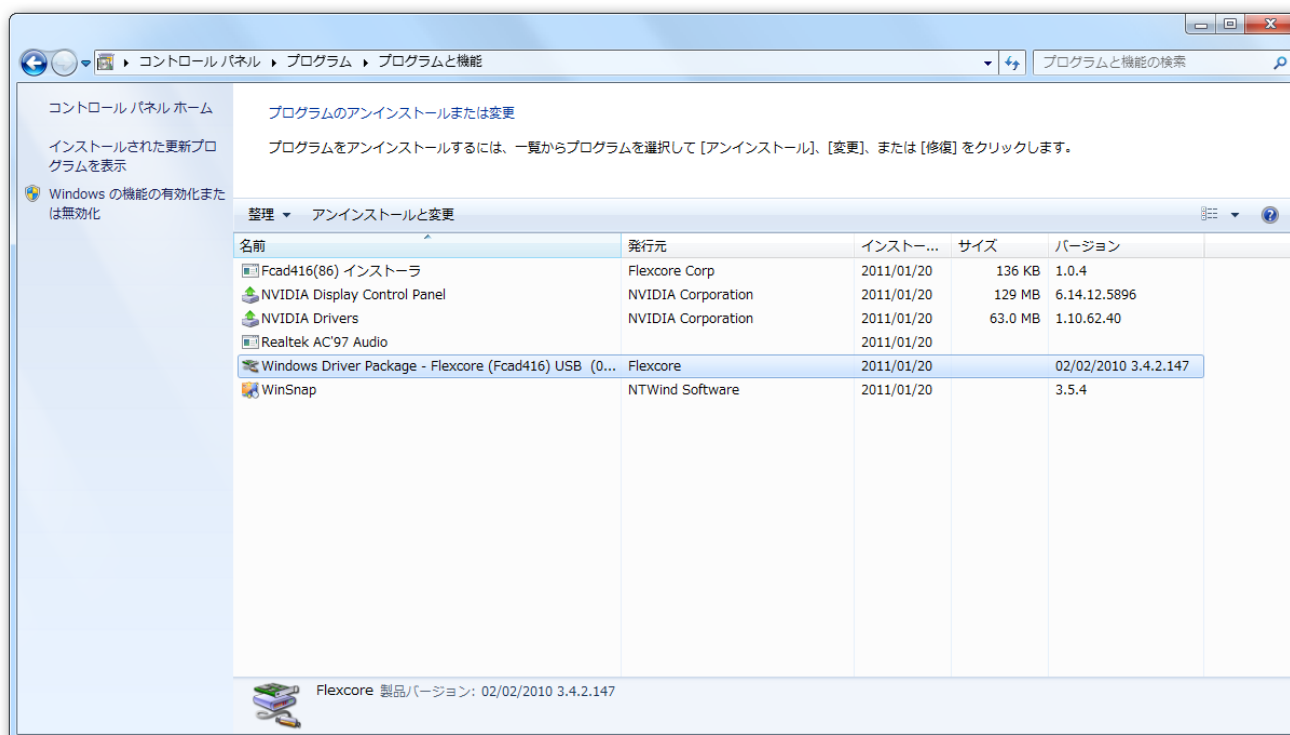 コントロール パネル ▸ プログラム ▸ プログラムと機能
プログラムと機能の検索
コントロール パネル ホーム
インストールされた更新プロ
グラムを表示
Windows の機能の有効化また
は無効化
プログラムのアンインストールまたは変更
プログラムをアンインストールするには、一覧からプログラムを選択して [アンインストール]、[変更]、または [修復] をクリックします。
整理 アンインストールと変更
名前 発行元 インストー... サイズ バージョン
Fcad416(86) インストーラ Flexcore Corp 2011/01/20 136 KB 1.0.4
NVIDIA Display Control Panel NVIDIA Corporation 2011/01/20 129 MB 6.14.12.5896
NVIDIA Drivers NVIDIA Corporation 2011/01/20 63.0 MB 1.10.62.40
Realtek AC'97 Audio 2011/01/20
Windows Driver Package - Flexcore (Fcad416) USB (0... Flexcore 2011/01/20 02/02/2010 3.4.2.147
WinSnap NTWind Software 2011/01/20 3.5.4
Flexcore 製品バージョン: 02/02/2010 3.4.2.147